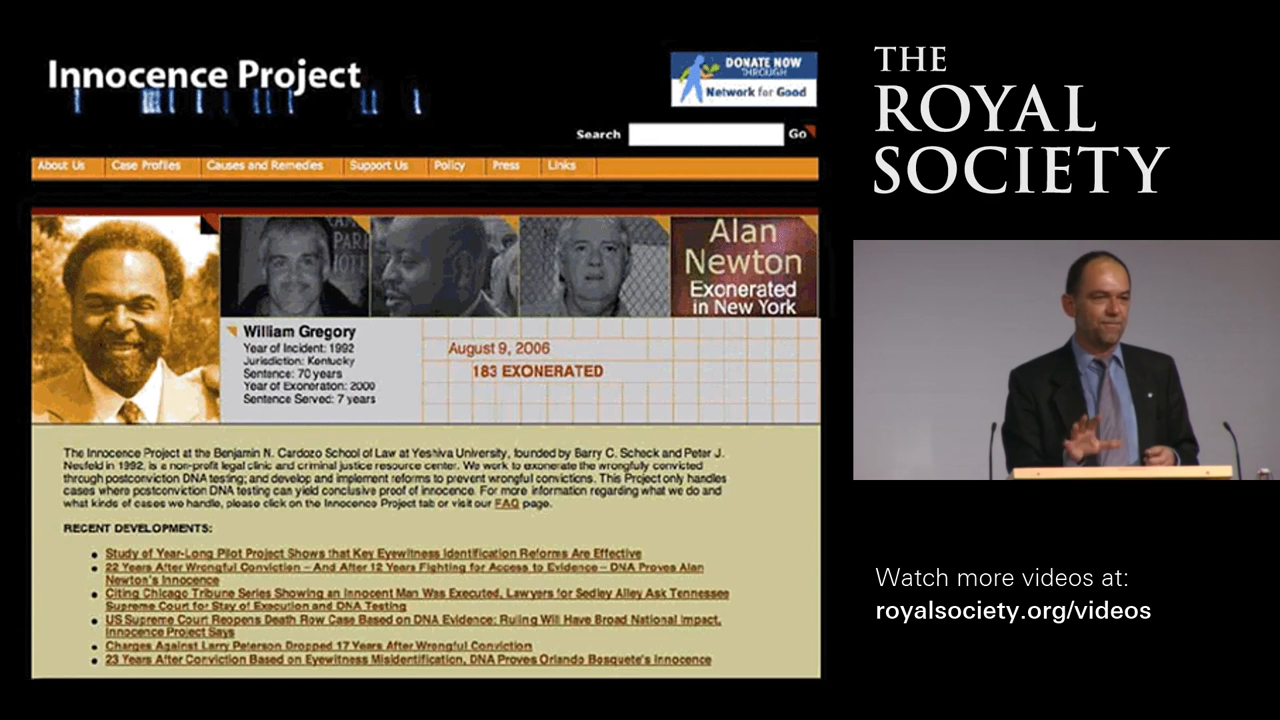 Innocence Project
DONATE NOW
THROUGH
Network for Good
Search
Go
About Us
Case Profiles
Causes and Remedies
Support Us
Policy
Press
Links
PARK
Alan
Newton
Exonerated
in New York
William Gregory
Year of Incident: 1992
Jurisdiction: Kentucky
Sentence: 70 years
Year of Exoneration: 2000
Sentence Served: 7 years
August 9, 2006
183 EXONERATED
The Innocence Project at the Benjamin N. Cardozo School of Law at Yeshiva University, founded by Barry C. Scheck and Peter J.
Neufeld in 1992, is a non-profit legal clinic and criminal justice resource center. We work to exonerate the wrongfully convicted
through postconviction DNA testing; and develop and implement reforms to prevent wrongful convictions. This Project only handles
cases where postconviction DNA testing can yield conclusive proof of innocence. For more information regarding what we do and
what kinds of cases we handle, please click on the Innocence Project tab or visit our FAQ page.
RECENT DEVELOPMENTS:
Study of Year-Long Pilot Project Shows that Key Eyewitness Identification Reforms Are Effective
22 Years After Wrongful Conviction – And After 12 Years Fighting for Access to Evidence – DNA Proves Alan
Newton's Innocence
Citing Chicago Tribune Series Showing an Innocent Man Was Executed, Lawyers for Sedley Alley Ask Tennessee
Supreme Court for Stay of Execution and DNA Testing
US Supreme Court Reopens Death Row Case Based on DNA Evidence; Ruling Will Have Broad National Impact,
Innocence Project Says
Charges Against Larry Peterson Dropped 17 Years After Wrongful Conviction
23 Years After Conviction Based on Eyewitness Misidentification, DNA Proves Orlando Bosquete's Innocence
THE
ROYAL
SOCIETY
Watch more videos at:
royalsociety.org/videos